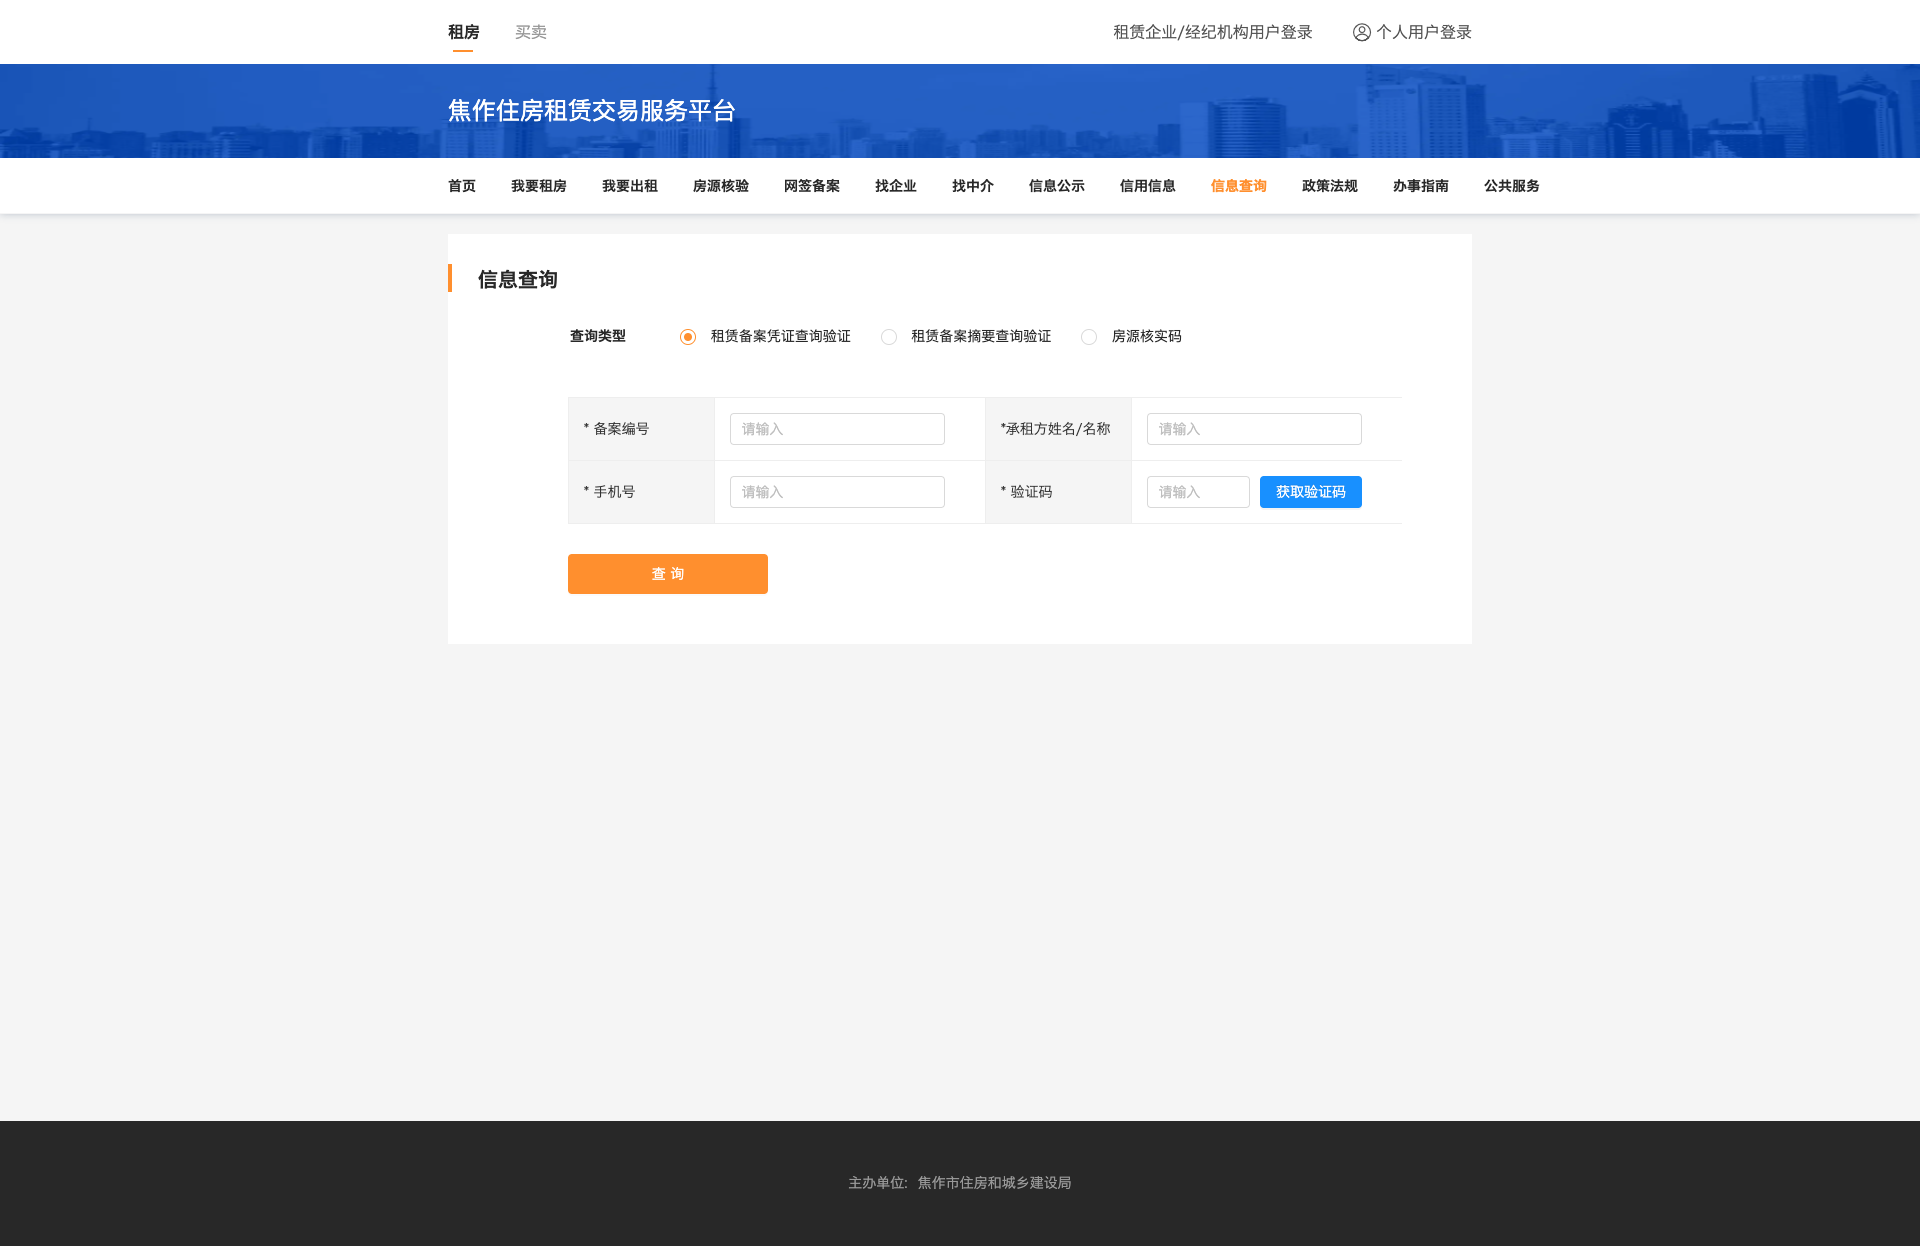 租房 买卖 租赁企业/经纪机构用户登录 个人用户登录
焦作住房租赁交易服务平台
首页 我要租房 我要出租 房源核验 网签备案 找企业 找中介 信息公示 信用信息 信息查询 政策法规 办事指南 公共服务
信息查询
查询类型 租赁备案凭证查询验证 租赁备案摘要查询验证 房源核实码
* 备案编号 请输入 *承租方姓名/名称 请输入
* 手机号 请输入 * 验证码 请输入 获取验证码
查 询
主办单位: 焦作市住房和城乡建设局